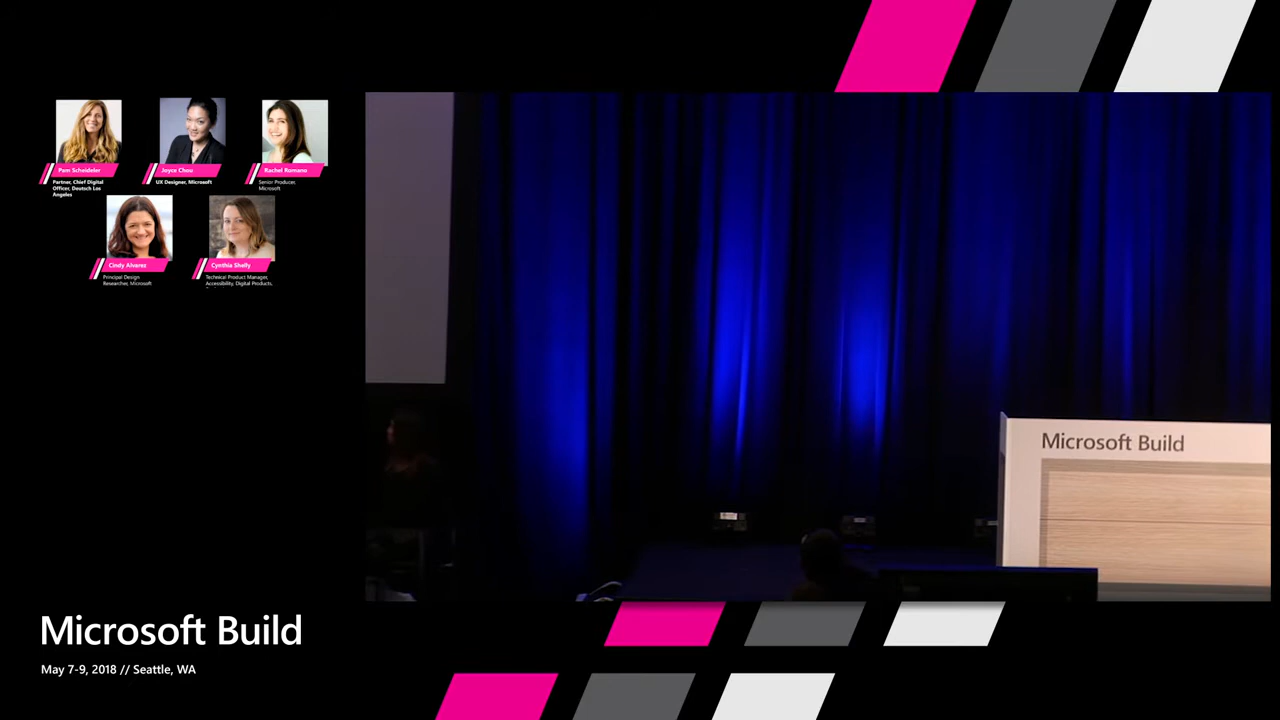 Pam Scheideler
Partner, Chief Digital
Officer, Deutsch Los
Angeles
Joyce Chou
UX Designer, Microsoft
Rachel Romano
Senior Producer,
Microsoft
Cindy Alvarez
Principal Design
Researcher, Microsoft
Cynthia Shelly
Technical Product Manager,
Accessibility, Digital Products,
Microsoft Build
Microsoft Build
May 7-9, 2018 // Seattle, WA